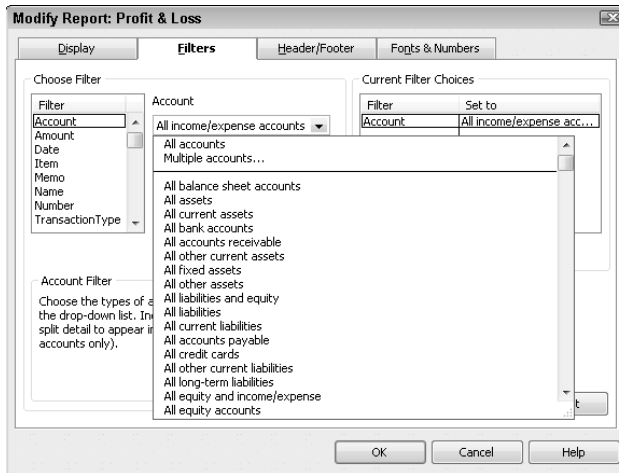 Modify Report: Profit & Loss
Display
Filters
Header/Footer
Fonts & Numbers
Choose Filter
Filter
Account
Amount
Date
Item
Memo
Name
Number
TransactionType
Account
All income/expense accounts
All accounts
Multiple accounts...
All balance sheet accounts
All assets
All current assets
All bank accounts
All accounts receivable
All other current assets
All fixed assets
All other assets
All liabilities and equity
All liabilities
All current liabilities
All accounts payable
All credit cards
All other current liabilities
All long-term liabilities
All equity and income/expense
All equity accounts
Current Filter Choices
Filter Set to
Account All income/expense acc...
Account Filter
Choose the types of a
the drop-down list. In
split detail to appear i
accounts only).
OK
Cancel
Help